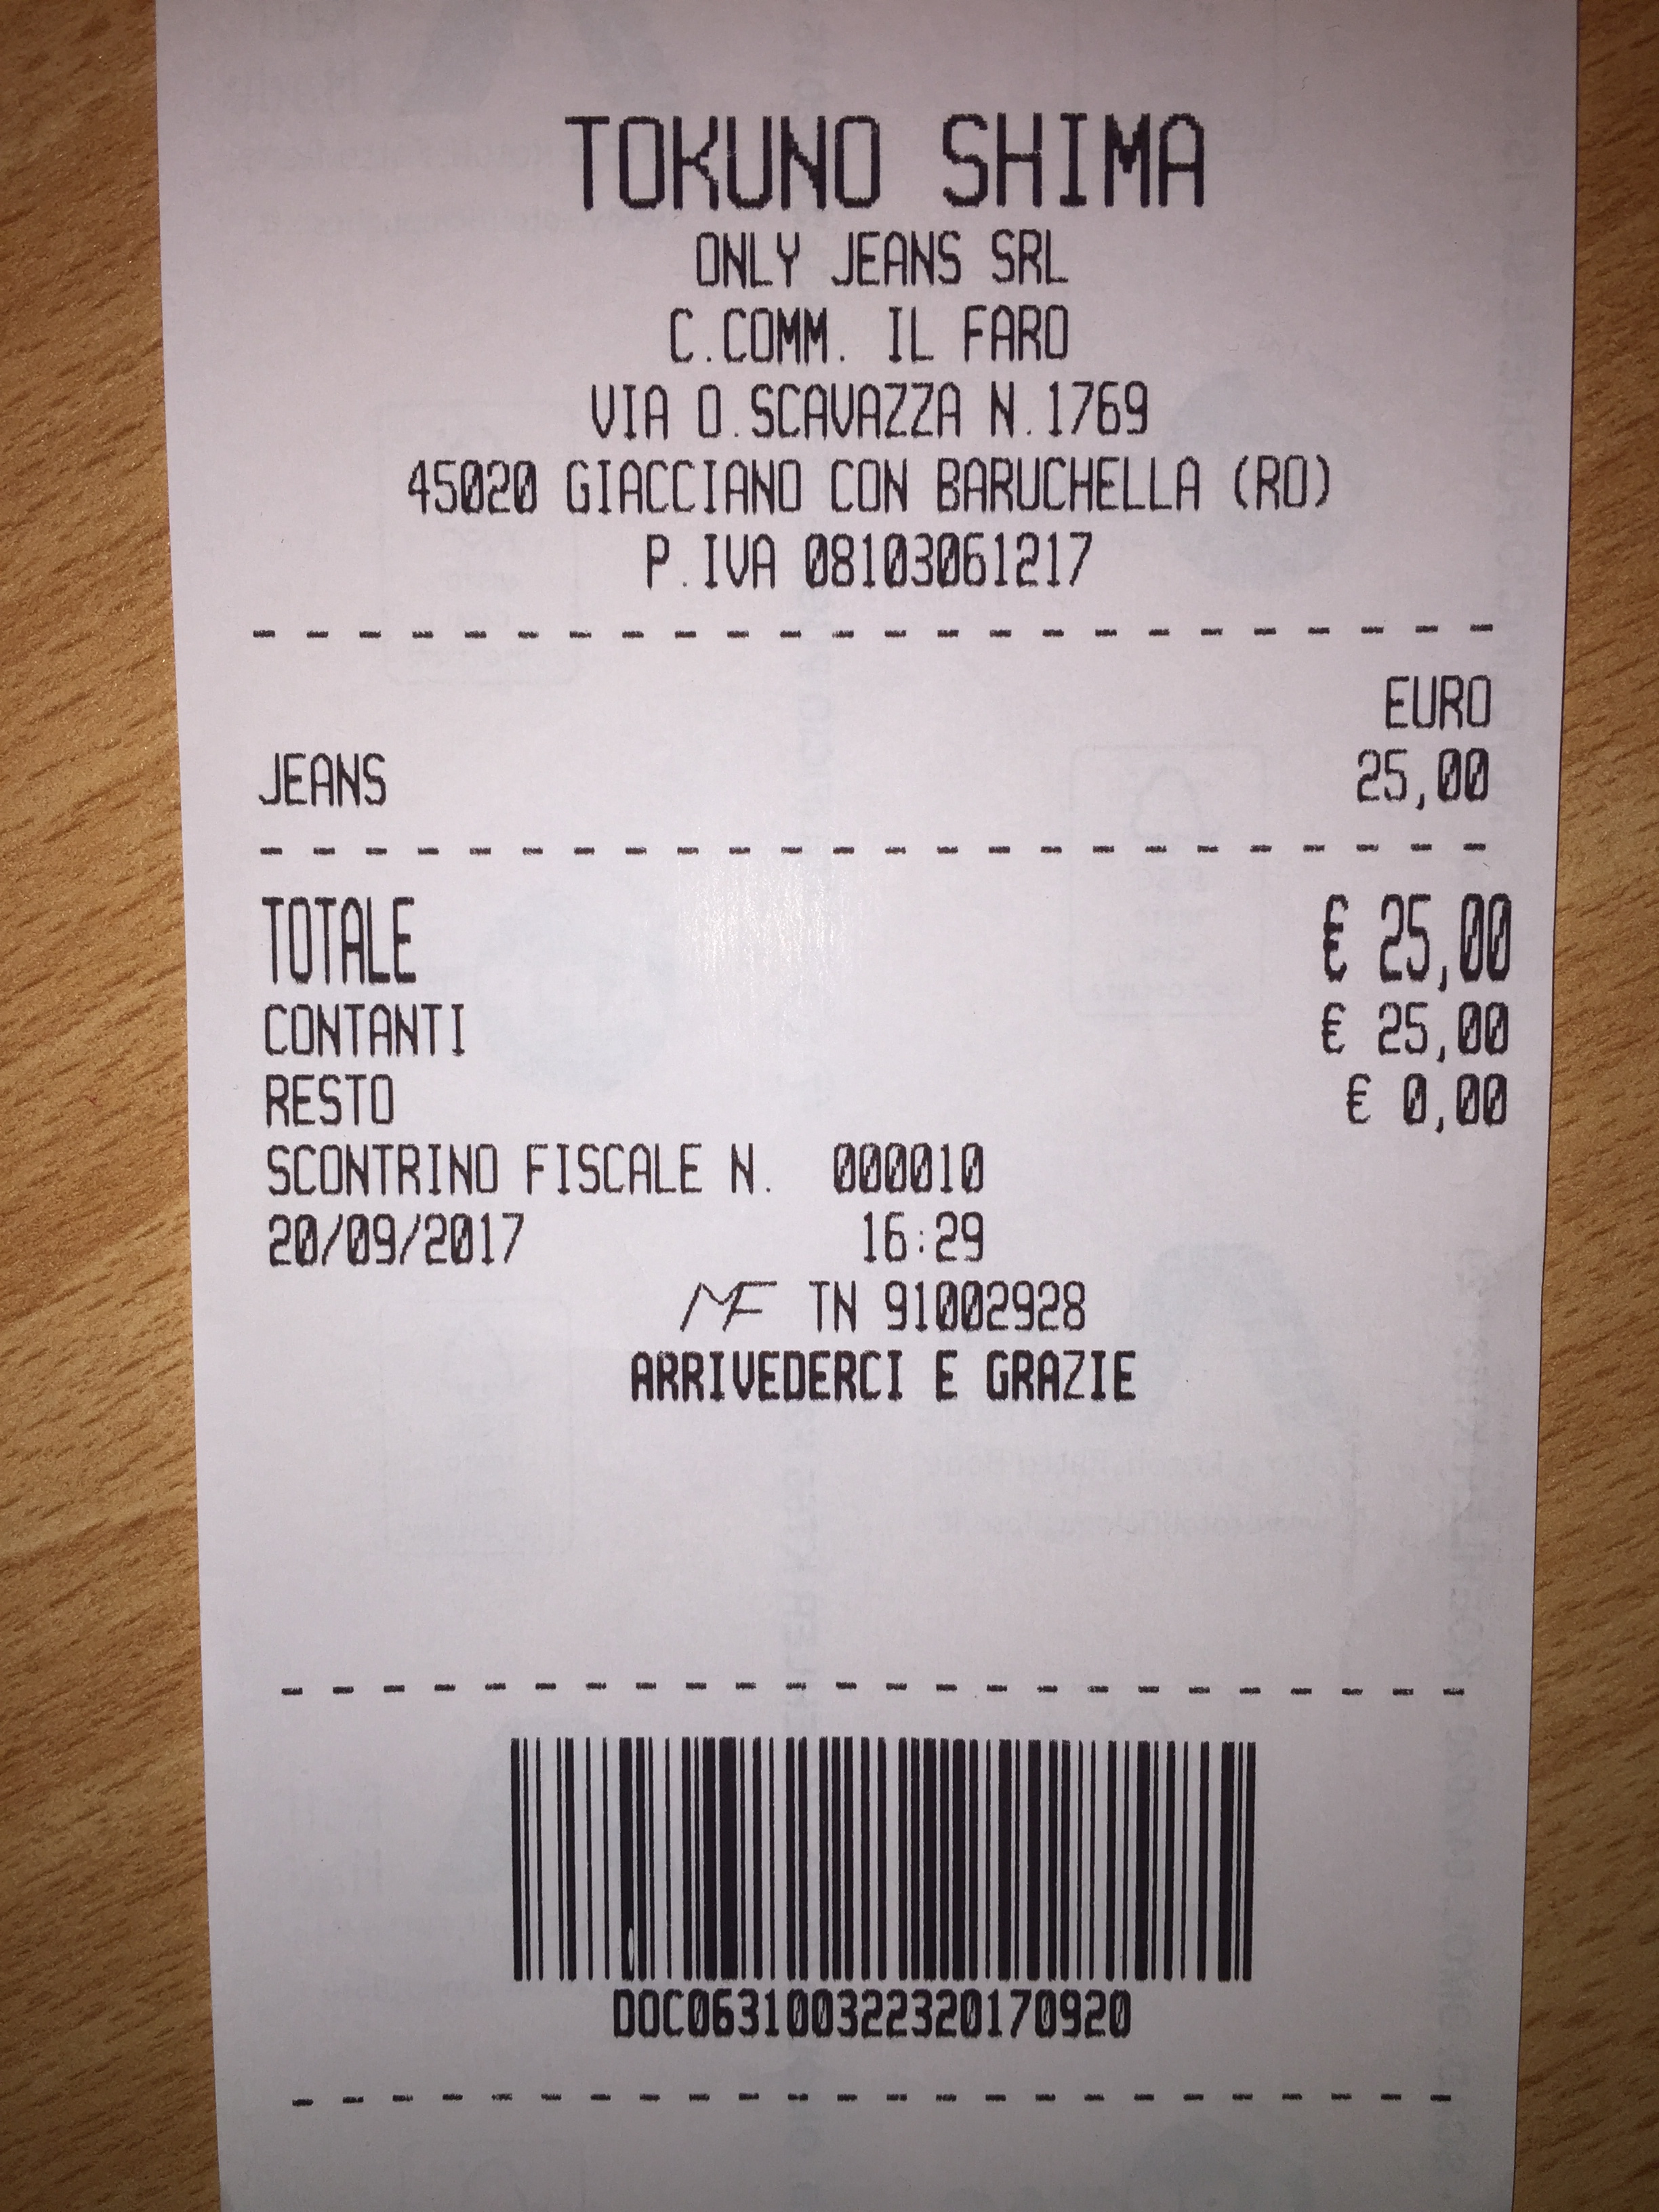 TOKUNO SHIMA
ONLY JEANS SRL
C.COMM. IL FARO
VIA O.SCAVAZZA N.1769
45020 GIACCIANO CON BARUCHELLA (RO)
P.IVA 08103061217
EURO
JEANS 25,00
TOTALE € 25,00
CONTANTI € 25,00
RESTO € 0,00
SCONTRINO FISCALE N. 000010
20/09/2017 16:29
MF TN 91002928
ARRIVEDERCI E GRAZIE
DOC063100322320170920